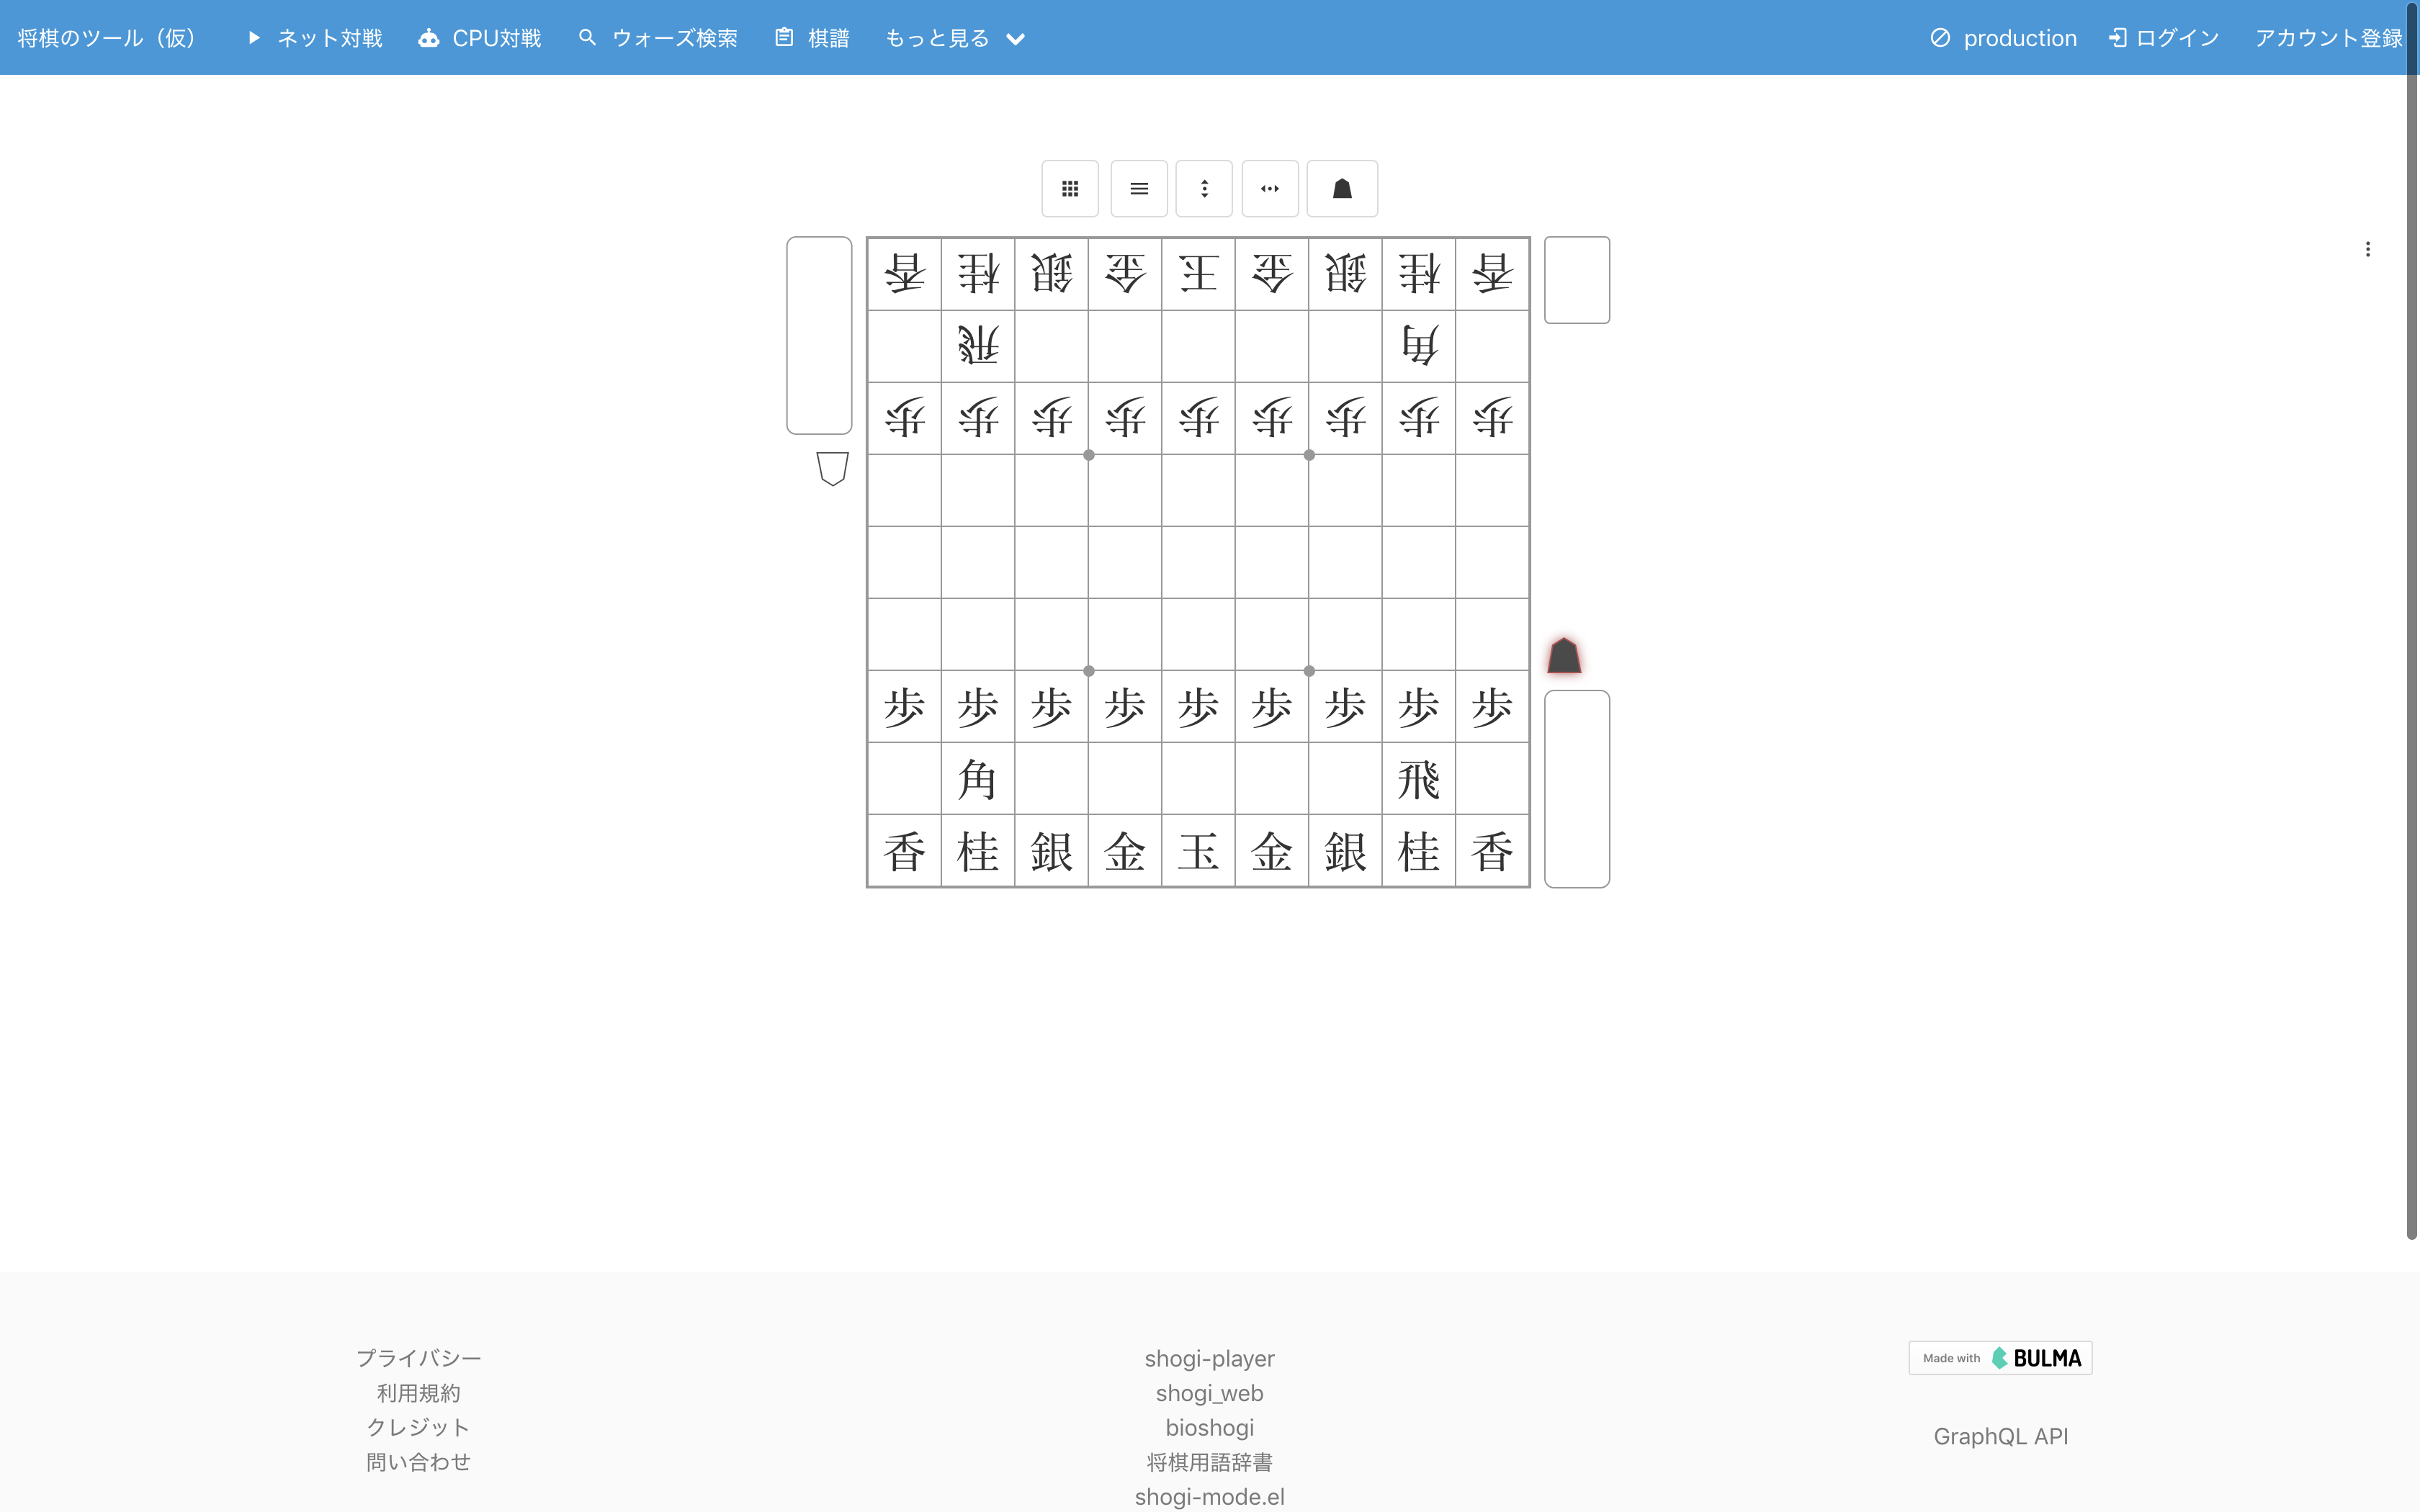 将棋のツール（仮） ネット対戦 CPU対戦 ウォーズ検索 棋譜 もっと見る production ログイン アカウント登録
香桂銀金王金銀桂香
飛角
歩歩歩歩歩歩歩歩歩
歩歩歩歩歩歩歩歩歩
角飛
香桂銀金玉金銀桂香
プライバシー
利用規約
クレジット
問い合わせ
shogi-player
shogi_web
bioshogi
将棋用語辞書
shogi-mode.el
Made with BULMA
GraphQL API